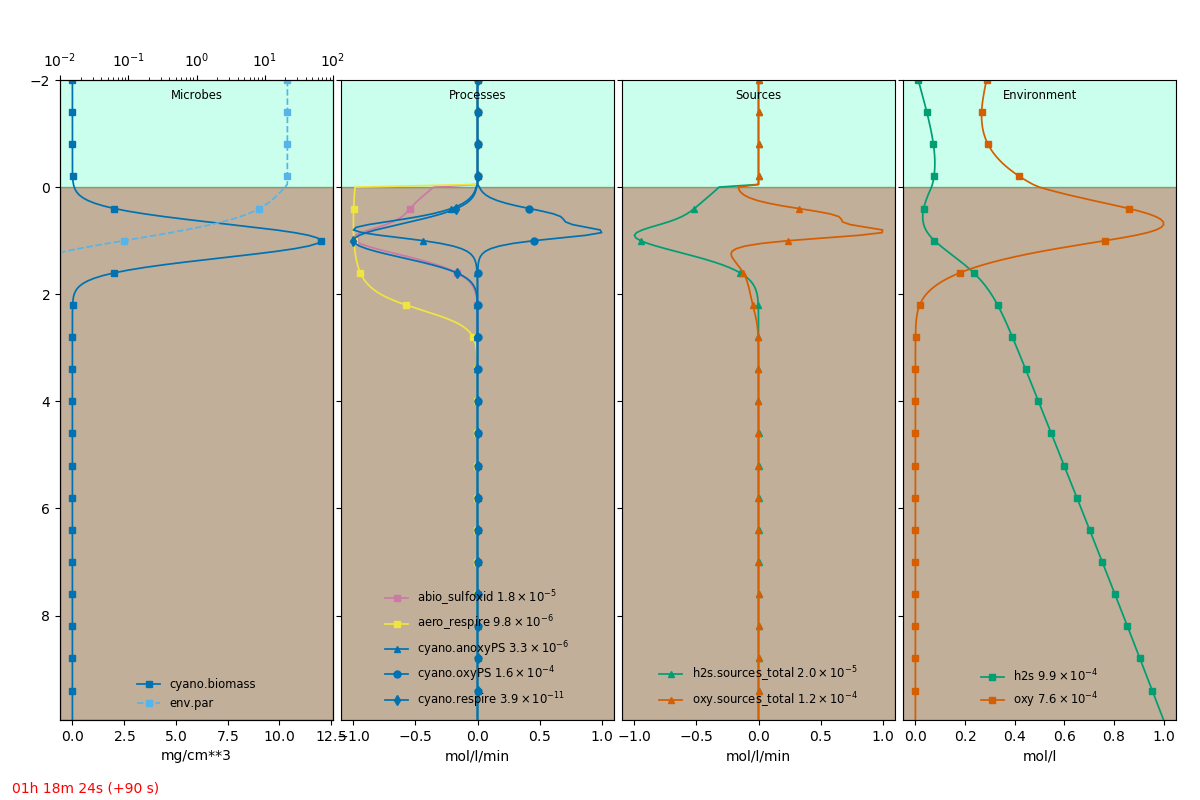 10⁻² 10⁻¹ 10⁰ 10¹ 10²
Microbes Processes Sources Environment
−2
0
2
4
6
8
abio_sulfoxid 1.8 × 10⁻⁵
aero_respire 9.8 × 10⁻⁶
cyano.anoxyPS 3.3 × 10⁻⁶
cyano.oxyPS 1.6 × 10⁻⁴
cyano.respire 3.9 × 10⁻¹¹
cyano.biomass
env.par
h2s.sources_total 2.0 × 10⁻⁵
oxy.sources_total 1.2 × 10⁻⁴
h2s 9.9 × 10⁻⁴
oxy 7.6 × 10⁻⁴
0.0 2.5 5.0 7.5 10.0 12.5 −1.0 −0.5 0.0 0.5 1.0 −1.0 −0.5 0.0 0.5 1.0 0.0 0.2 0.4 0.6 0.8 1.0
mg/cm**3 mol/l/min mol/l/min mol/l
01h 18m 24s (+90 s)